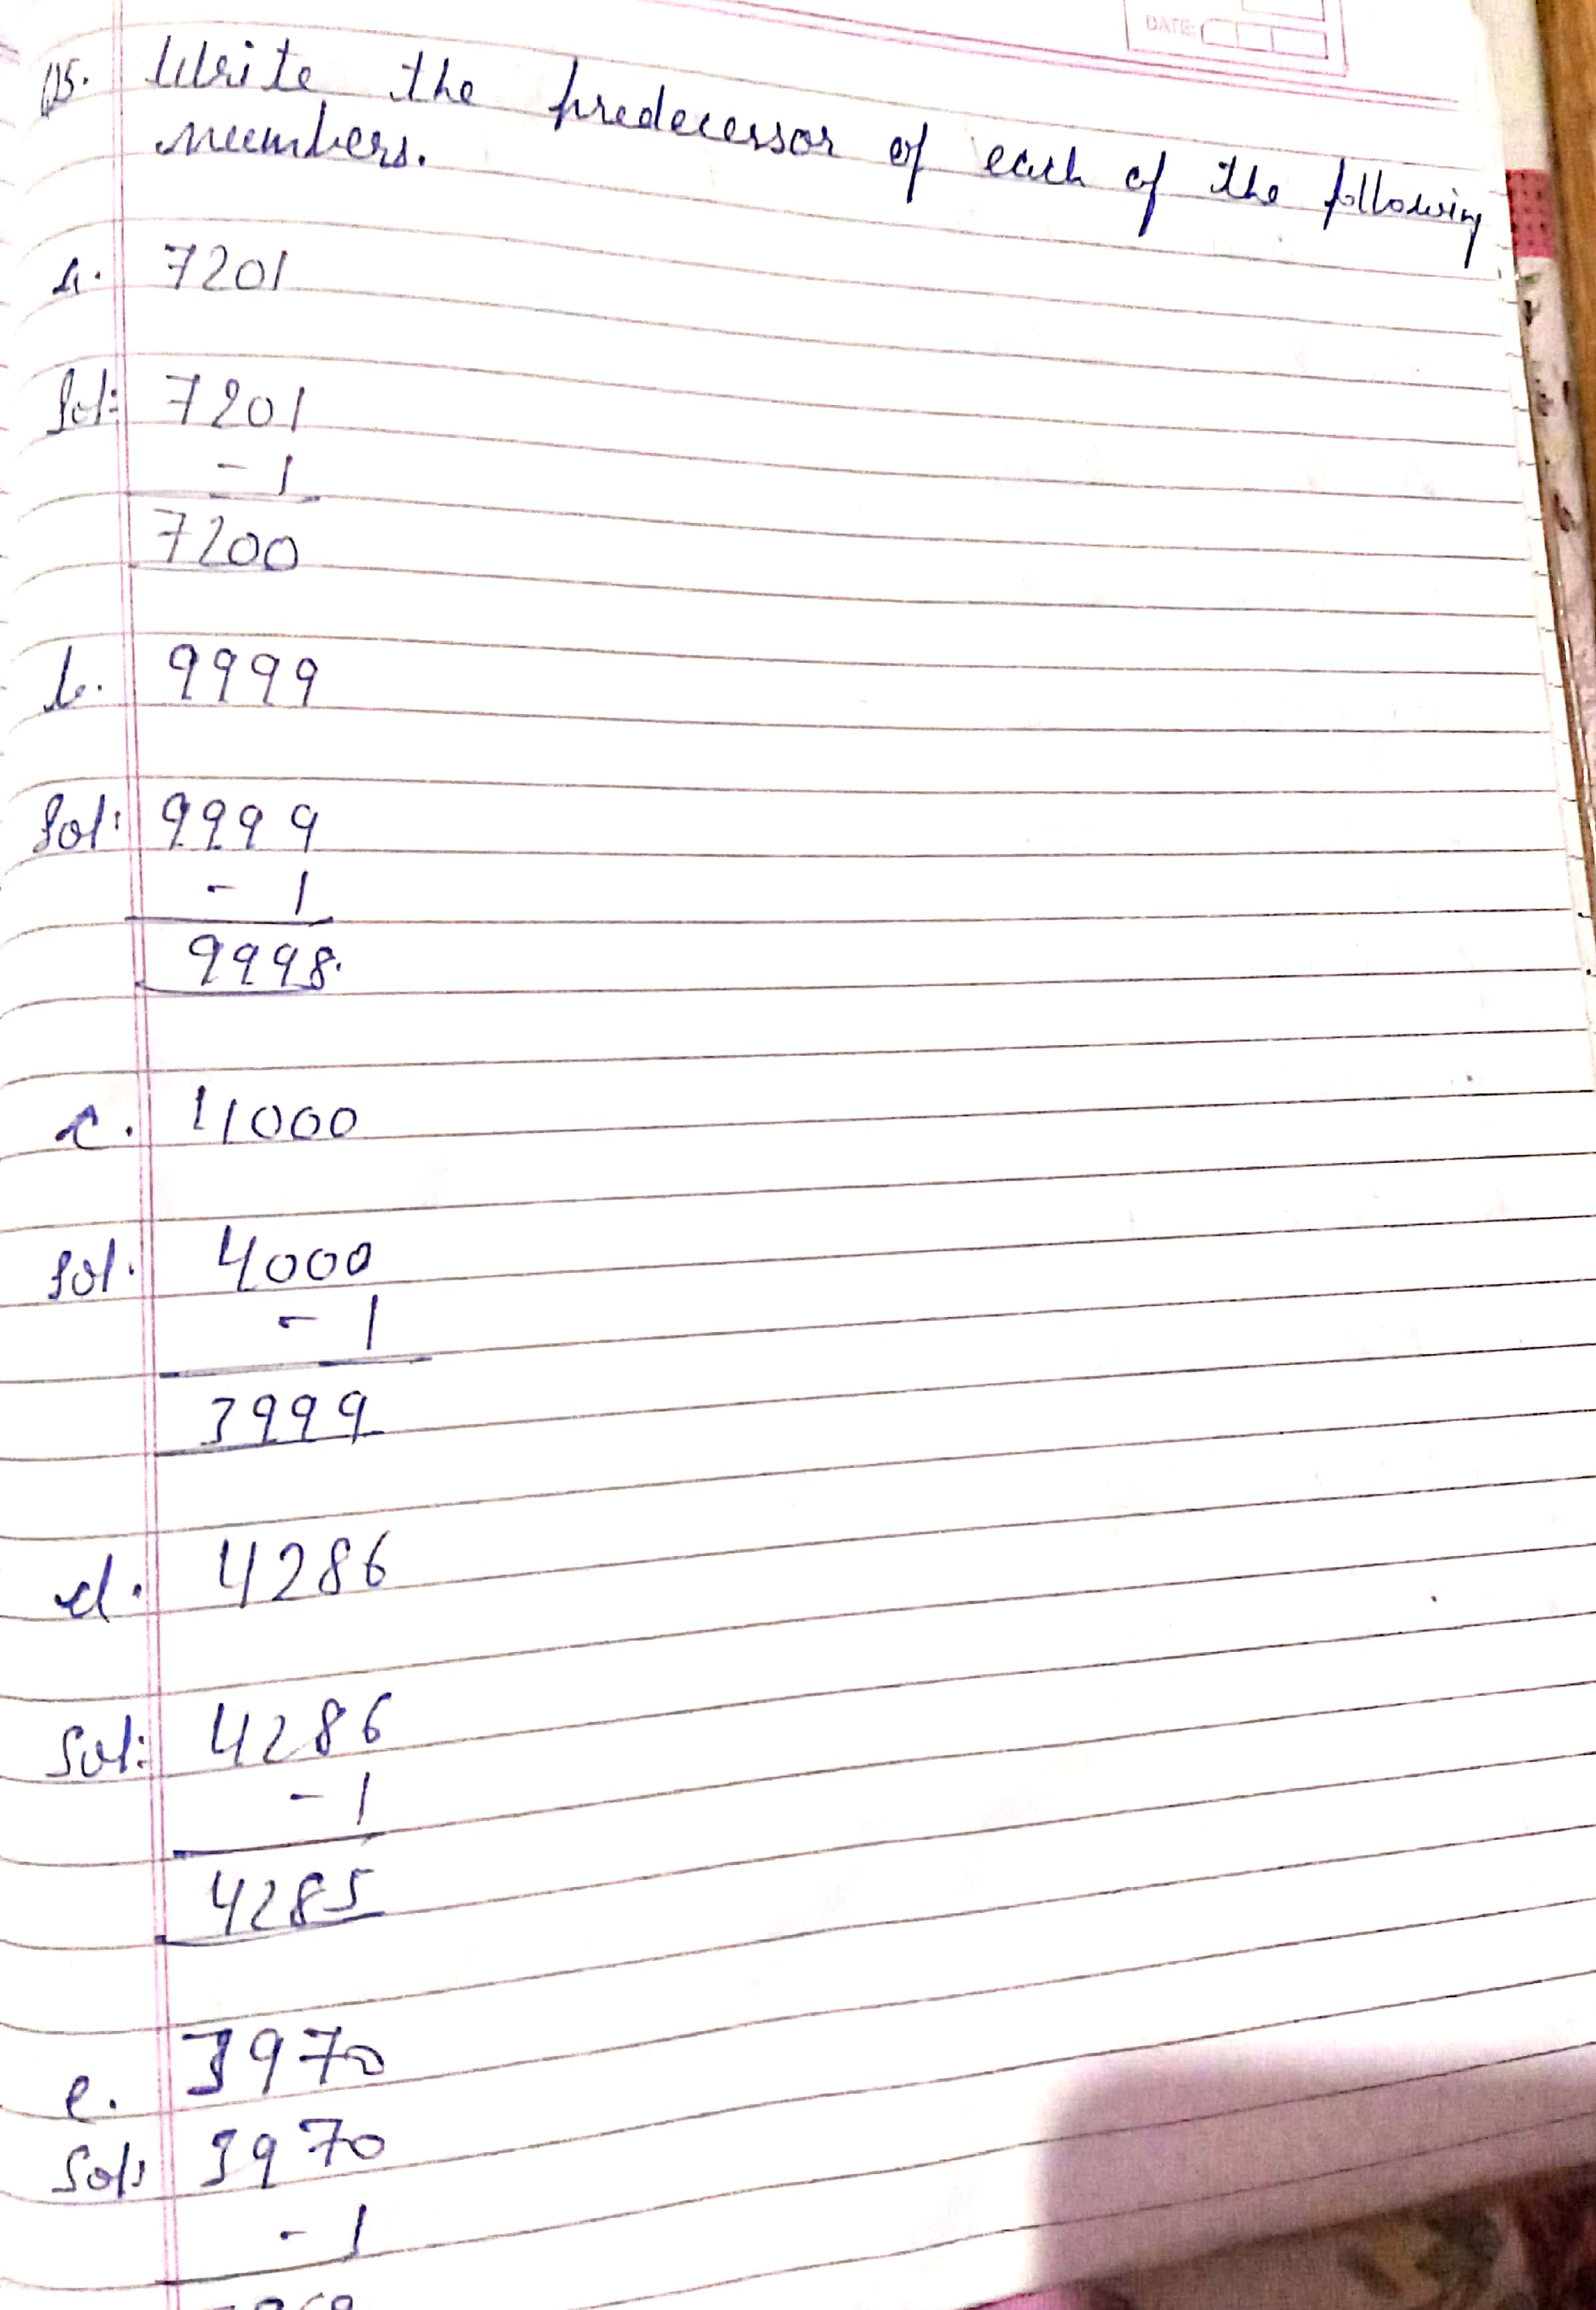 DATE:
Q5. Write the predecessor of each of the following
numbers.
a. 7201
Sol: 7201
- 1
7200
b. 9999
Sol: 9999
- 1
9998.
c. 4000
Sol. 4000
- 1
3999
d. 4286
Sol: 4286
- 1
4285
e. 3970
Sol: 3970
- 1